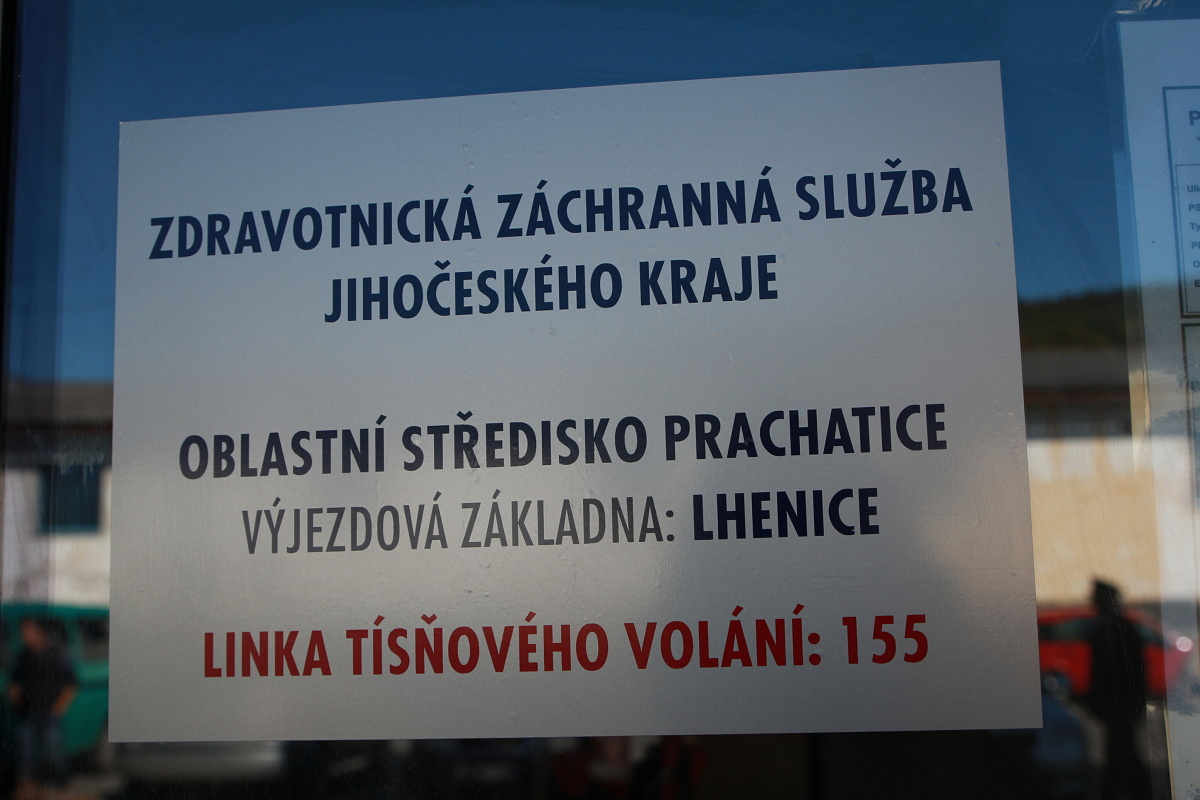 ZDRAVOTNICKÁ ZÁCHRANNÁ SLUŽBA
JIHOČESKÉHO KRAJE
OBLASTNÍ STŘEDISKO PRACHATICE
VÝJEZDOVÁ ZÁKLADNA: LHENICE
LINKA TÍSŇOVÉHO VOLÁNÍ: 155